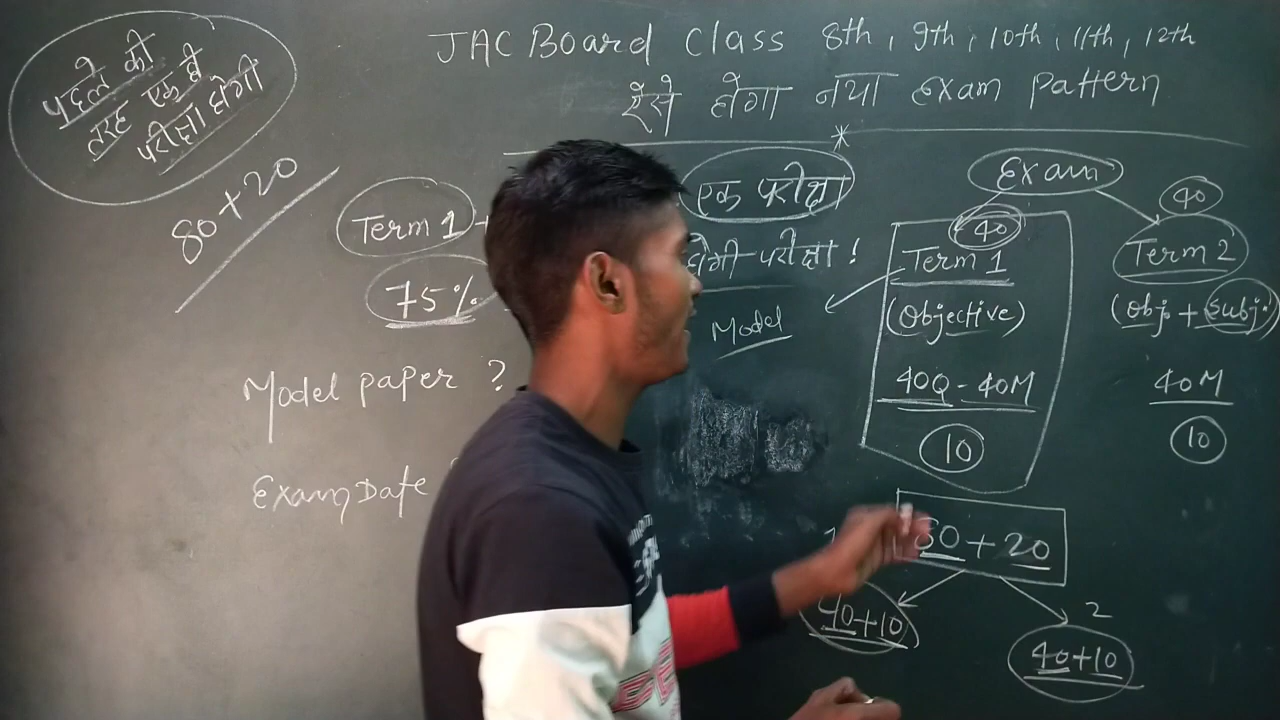 JAC Board Class 8th, 9th, 10th, 11th, 12th
ऐसे होगा नया Exam Pattern
पहले की
तरह एक ही
परीक्षा होगी
80+20
Term 1
75%
Model paper ?
Exam Date
एक परीक्षा
होगी परीक्षा !
Model
Exam
40
Term 1
(Objective)
40Q - 40M
10
40
Term 2
(Obj + Subj.)
40M
10
80+20
40+10
2
40+10